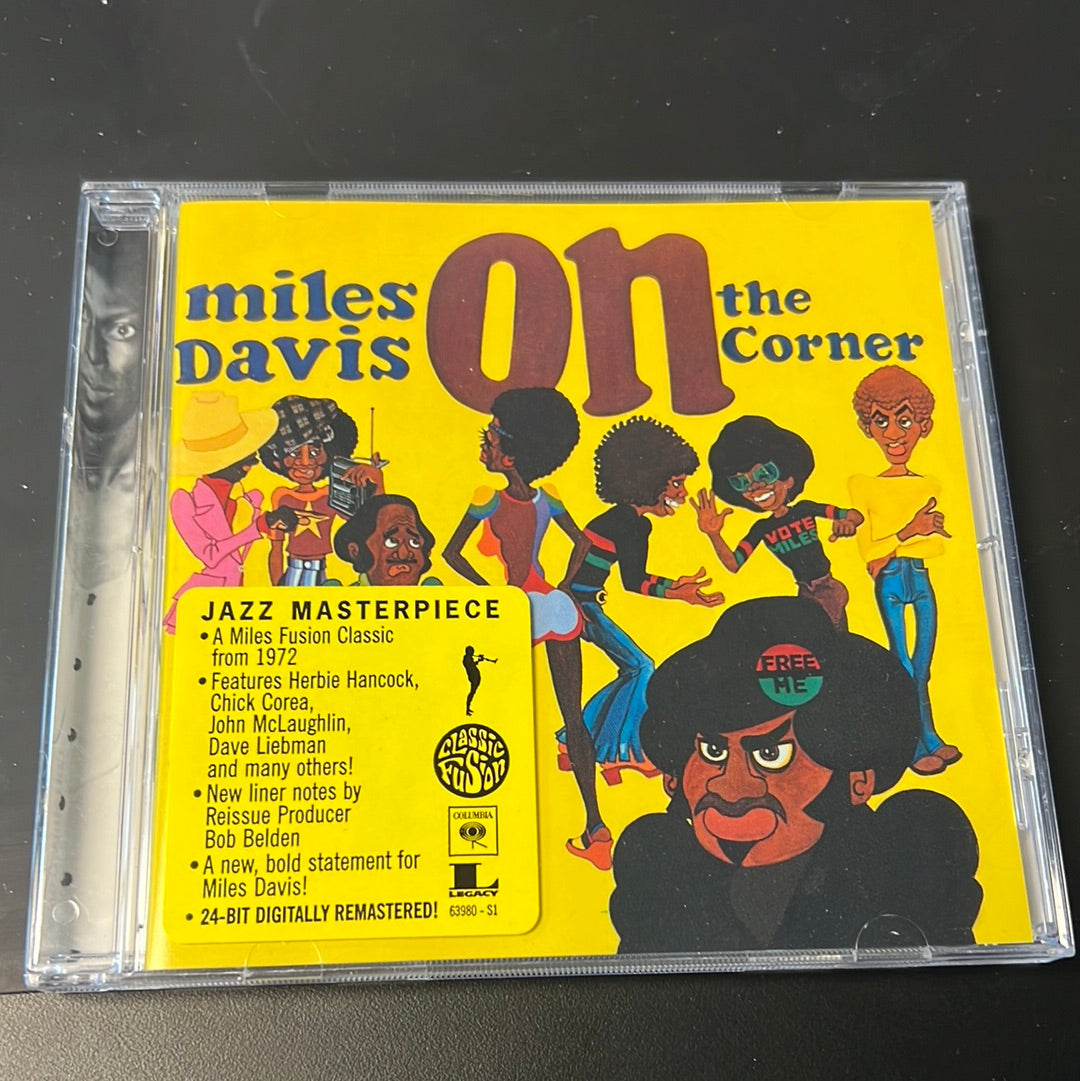 miles
Davis
on
the
Corner
VOTE
MILES
FREE
ME
JAZZ MASTERPIECE
• A Miles Fusion Classic
from 1972
• Features Herbie Hancock,
Chick Corea,
John McLaughlin,
Dave Liebman
and many others!
• New liner notes by
Reissue Producer
Bob Belden
• A new, bold statement for
Miles Davis!
• 24-BIT DIGITALLY REMASTERED!
CLASSIC
FUSION
COLUMBIA
L
LEGACY
63980 - S1